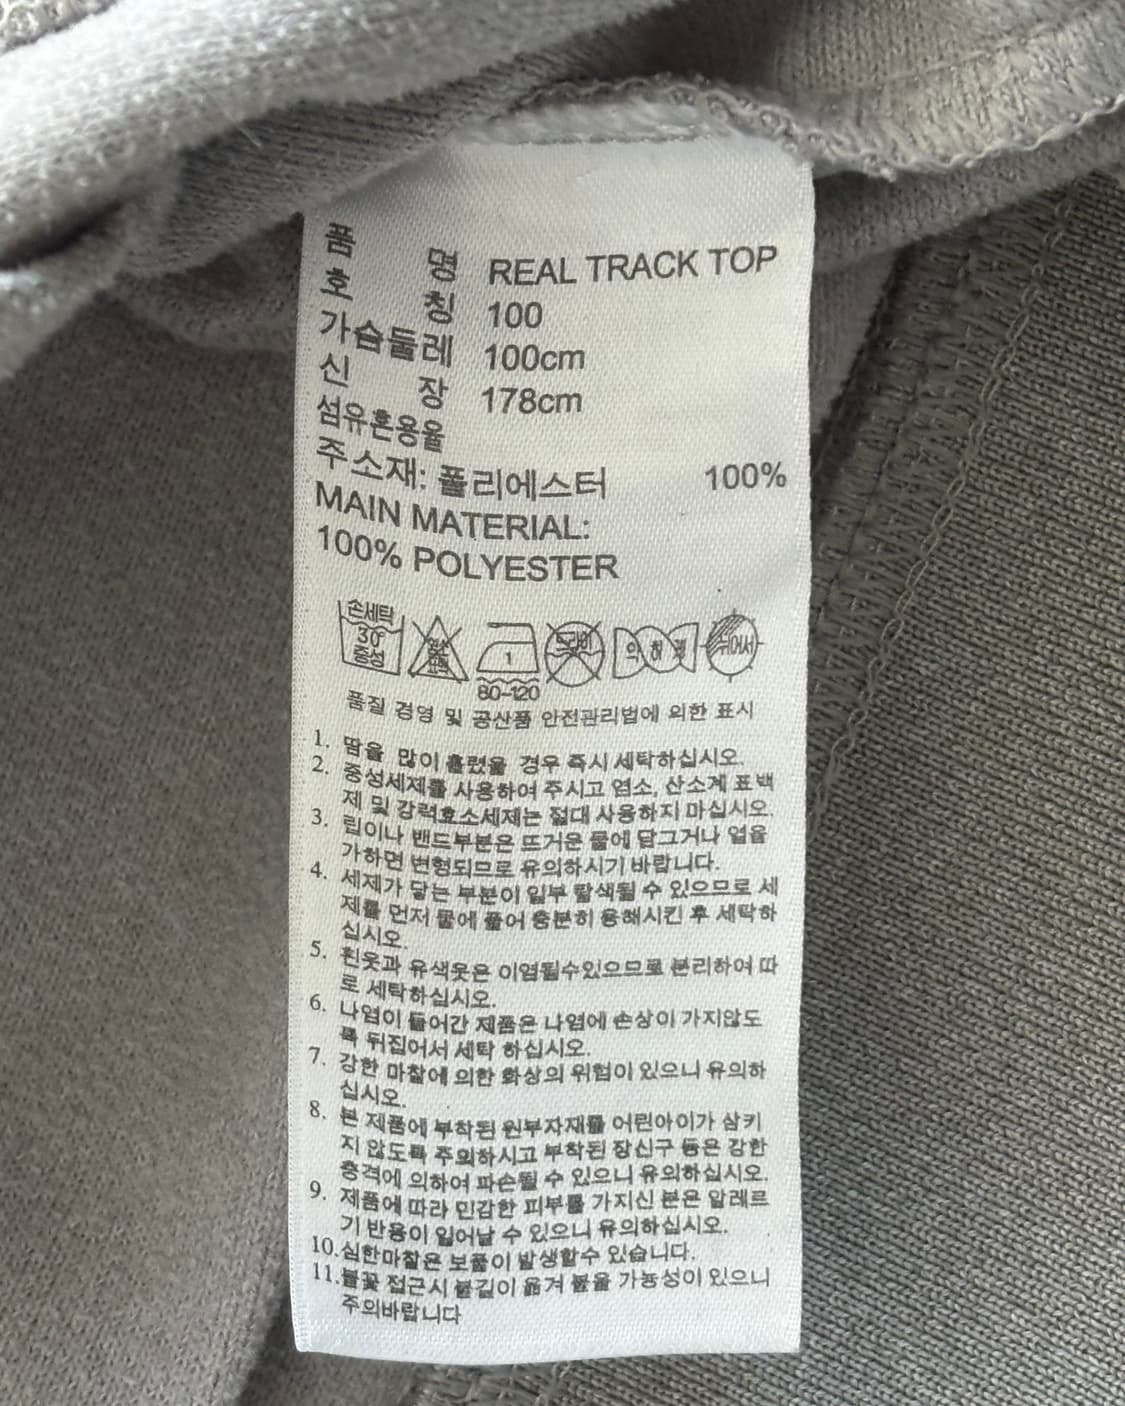 품 명 REAL TRACK TOP
호 칭 100
가슴둘레 100cm
신 장 178cm
섬유혼용율
주소재: 폴리에스터 100%
MAIN MATERIAL:
100% POLYESTER
손세탁 30° 중성
1
80-120
드라이
약하게
뉘어서
품질 경영 및 공산품 안전관리법에 의한 표시
1. 땀을 많이 흘렸을 경우 즉시 세탁하십시오.
2. 중성세제를 사용하여 주시고 염소, 산소계 표백
제 및 강력효소세제는 절대 사용하지 마십시오.
3. 립이나 밴드부분은 뜨거운 물에 담그거나 열을
가하면 변형되므로 유의하시기 바랍니다.
4. 세제가 닿는 부분이 일부 탈색될 수 있으므로 세
제를 먼저 물에 풀어 충분히 용해시킨 후 세탁하
십시오.
5. 흰옷과 유색옷은 이염될수있으므로 분리하여 따
로 세탁하십시오.
6. 나염이 들어간 제품은 나염에 손상이 가지않도
록 뒤집어서 세탁 하십시오.
7. 강한 마찰에 의한 화상의 위험이 있으니 유의하
십시오.
8. 본 제품에 부착된 원부자재를 어린아이가 삼키
지 않도록 주의하시고 부착된 장신구 등은 강한
충격에 의하여 파손될 수 있으니 유의하십시오.
9. 제품에 따라 민감한 피부를 가지신 분은 알레르
기 반응이 일어날 수 있으니 유의하십시오.
10.심한마찰은 보풀이 발생할수 있습니다.
11.불꽃 접근시 불길이 옮겨 붙을 가능성이 있으니
주의바랍니다